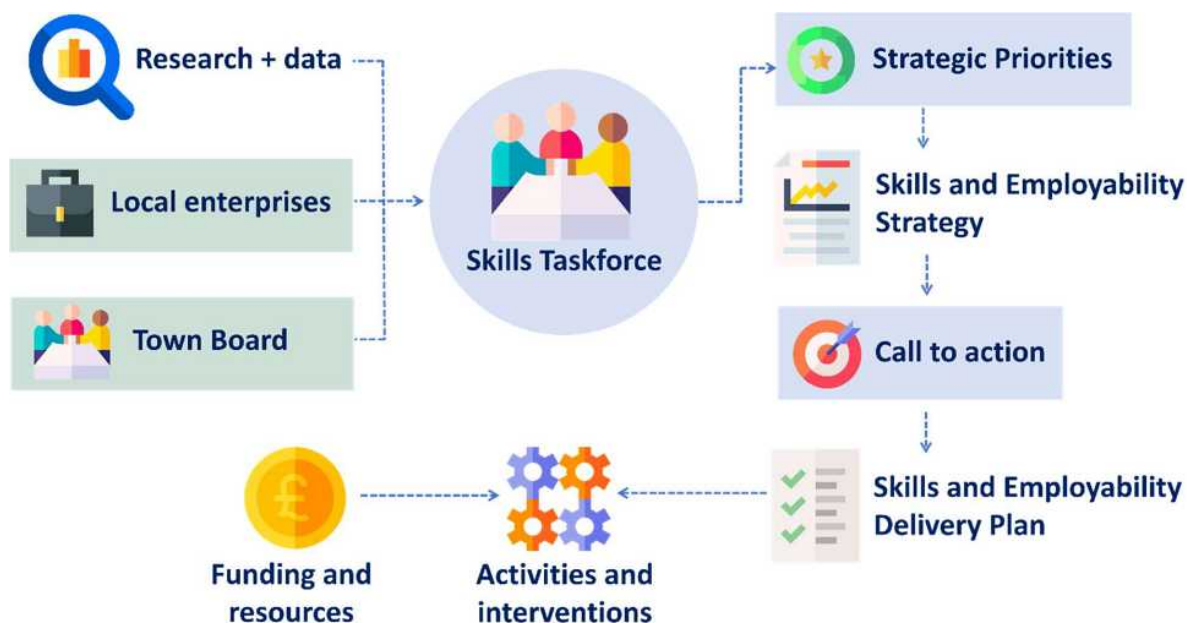 Research + data
Local enterprises
Town Board
Skills Taskforce
Strategic Priorities
Skills and Employability
Strategy
Call to action
Skills and Employability
Delivery Plan
£
Funding and
resources
Activities and
interventions